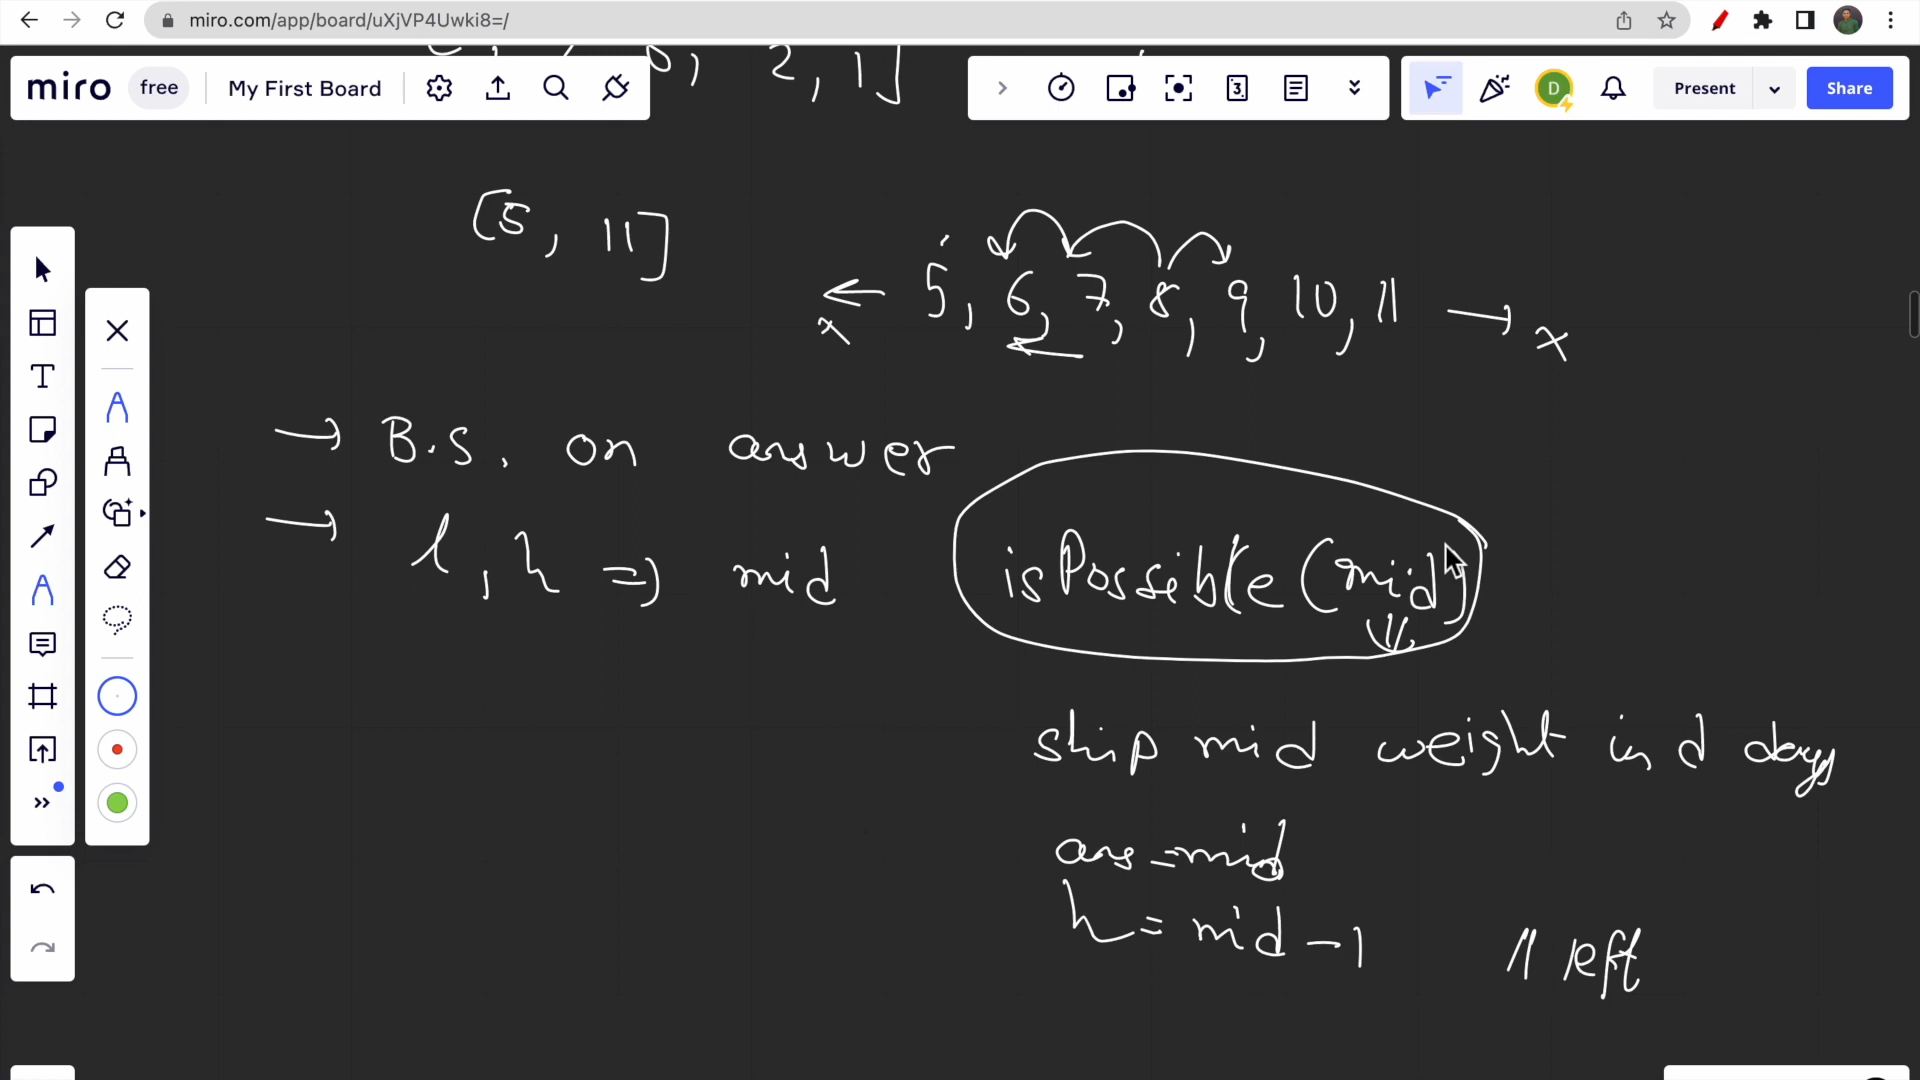 miro.com/app/board/uXjVP4Uwki8=/
2, 1]
miro free My First Board
3
D
Present
Share
[5, 11]
← 5, 6, 7, 8, 9, 10, 11 → x
x
→ B.S. on answer
→ l, h => mid
isPossible (mid)
ship mid weight in d days
ans = mid
h = mid - 1 // left